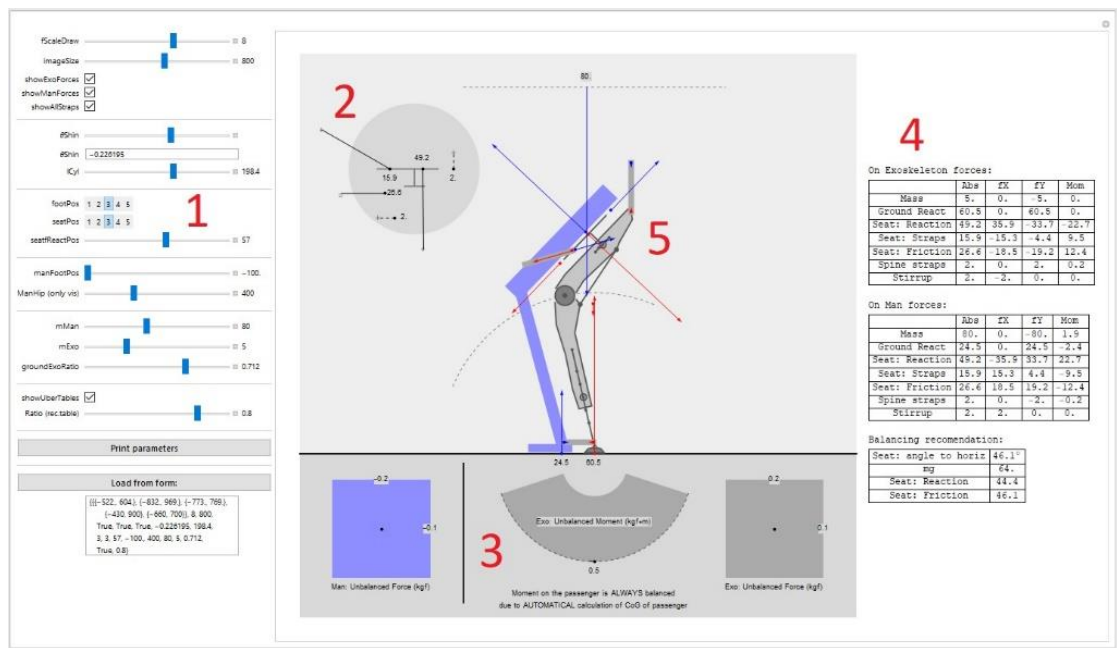 fScaleDraw 8
imageSize 800
showExoForces
showManForces
showAllStraps
θShin
θShin -0.226195
lCyl 198.4
footPos 1 2 3 4 5
seatPos 1 2 3 4 5
1
seatfReactPos 57
manFootPos -100.
ManHip (only vis) 400
mMan 80
mExo 5
groundExoRatio 0.712
showUberTables
Ratio (rec.table) 0.8
Print parameters
Load from form:
{{{-522., 604.}, {-832., 969.}, {-773., 769.},
{-430, 900}, {-660, 700}}, 8, 800,
True, True, True, -0.226195, 198.4,
3, 3, 57, -100., 400, 80, 5, 0.712,
True, 0.8}
2
49.2
15.9
2.
26.6
2.
80.
5
24.5 60.5
-0.2
-0.1
Man: Unbalanced Force (kgf)
3
Exo: Unbalanced Moment (kgf*m)
0.5
Moment on the passenger is ALWAYS balanced
due to AUTOMATICAL calculation of CoG of passenger
0.2
0.1
Exo: Unbalanced Force (kgf)
4
On Exoskeleton forces:
Abs fX fY Mom
Mass 5. 0. -5. 0.
Ground React 60.5 0. 60.5 0.
Seat: Reaction 49.2 35.9 -33.7 -22.7
Seat: Straps 15.9 -15.3 -4.4 9.5
Seat: Friction 26.6 -18.5 -19.2 12.4
Spine straps 2. 0. 2. 0.2
Stirrup 2. -2. 0. 0.
On Man forces:
Abs fX fY Mom
Mass 80. 0. -80. 1.9
Ground React 24.5 0. 24.5 -2.4
Seat: Reaction 49.2 -35.9 33.7 22.7
Seat: Straps 15.9 15.3 4.4 -9.5
Seat: Friction 26.6 18.5 19.2 -12.4
Spine straps 2. 0. -2. -0.2
Stirrup 2. 2. 0. 0.
Balancing recomendation:
Seat: angle to horiz 46.1°
mg 64.
Seat: Reaction 44.4
Seat: Friction 46.1